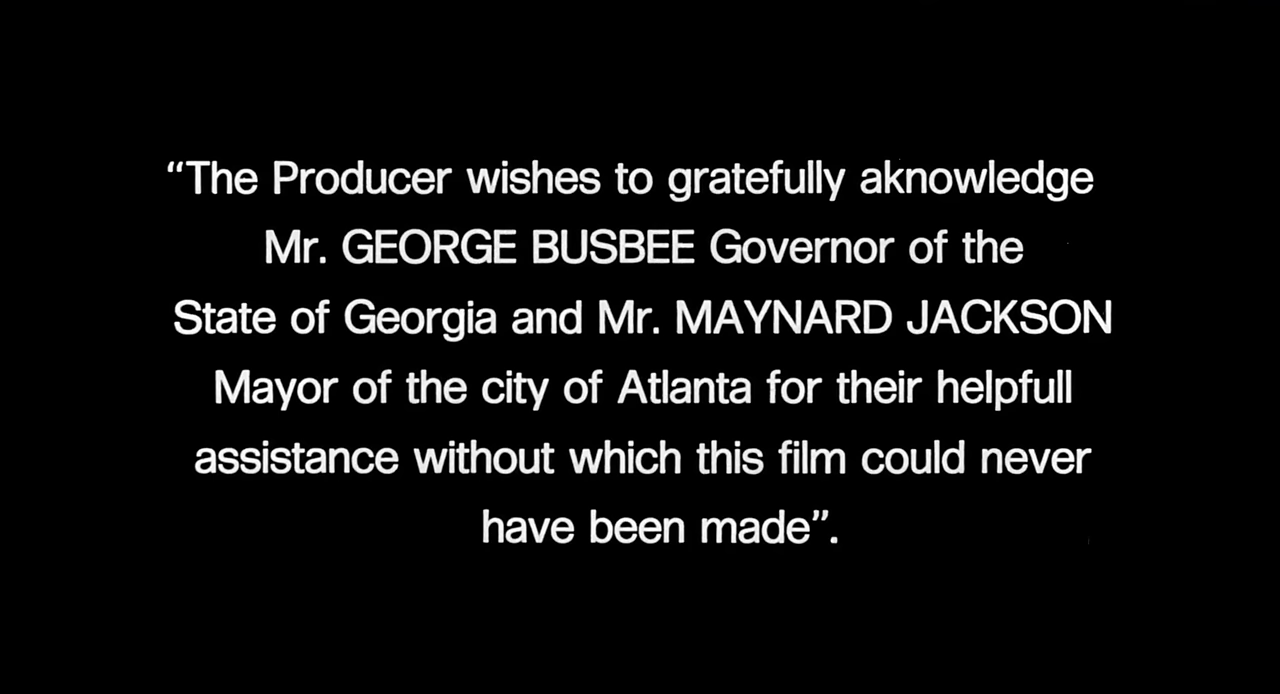 “The Producer wishes to gratefully aknowledge
Mr. GEORGE BUSBEE Governor of the
State of Georgia and Mr. MAYNARD JACKSON
Mayor of the city of Atlanta for their helpfull
assistance without which this film could never
have been made”.